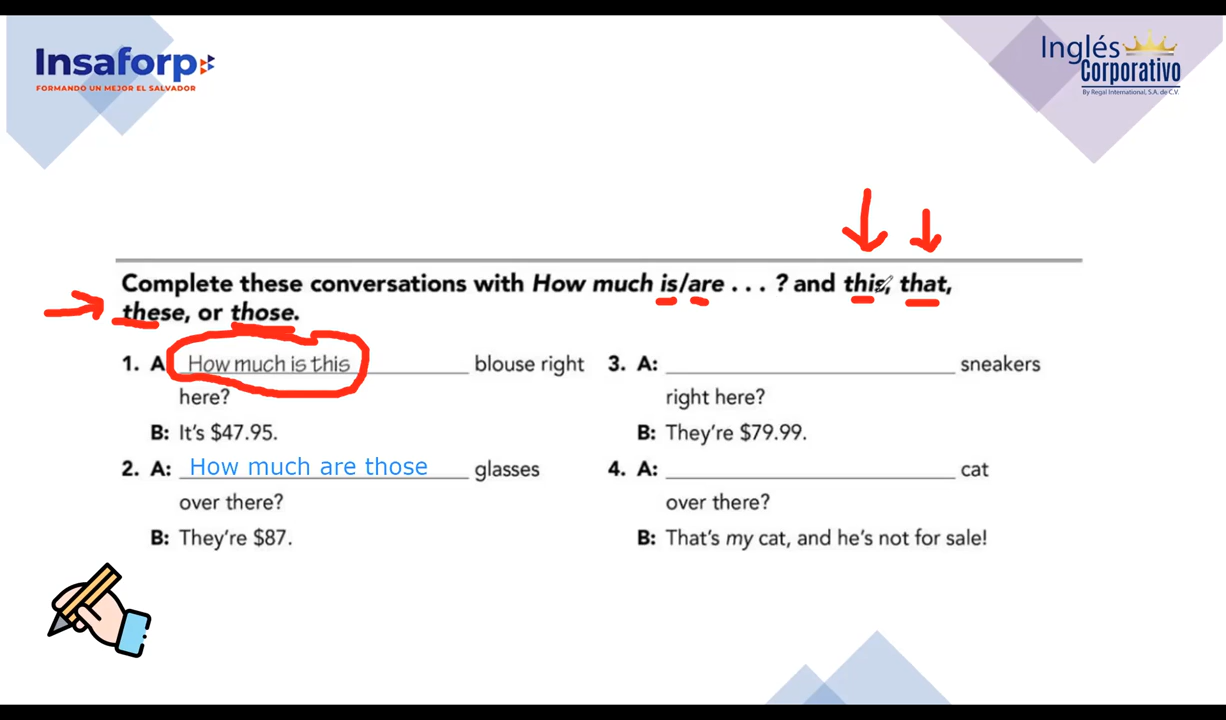 Insaforp
FORMANDO UN MEJOR EL SALVADOR
Inglés
Corporativo
By Regal International, S.A. de C.V.
Complete these conversations with How much is/are . . . ? and this, that,
these, or those.
1. A: How much is this blouse right
here?
B: It's $47.95.
2. A: How much are those glasses
over there?
B: They're $87.
3. A: sneakers
right here?
B: They're $79.99.
4. A: cat
over there?
B: That's my cat, and he's not for sale!